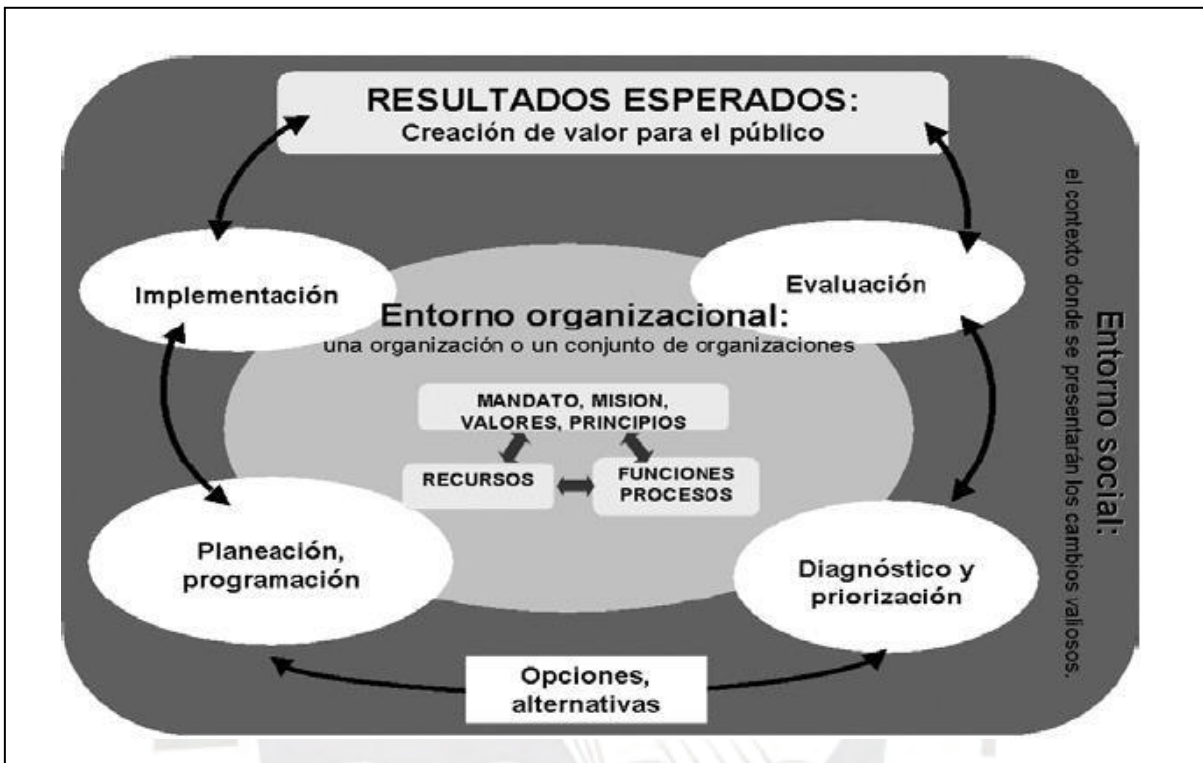 RESULTADOS ESPERADOS:
Creación de valor para el público
Implementación
Evaluación
Entorno organizacional:
una organización o un conjunto de organizaciones
MANDATO, MISION,
VALORES, PRINCIPIOS
RECURSOS
FUNCIONES
PROCESOS
Planeación,
programación
Diagnóstico y
priorización
Opciones,
alternativas
Entorno social:
el contexto donde se presentarán los cambios valiosos.